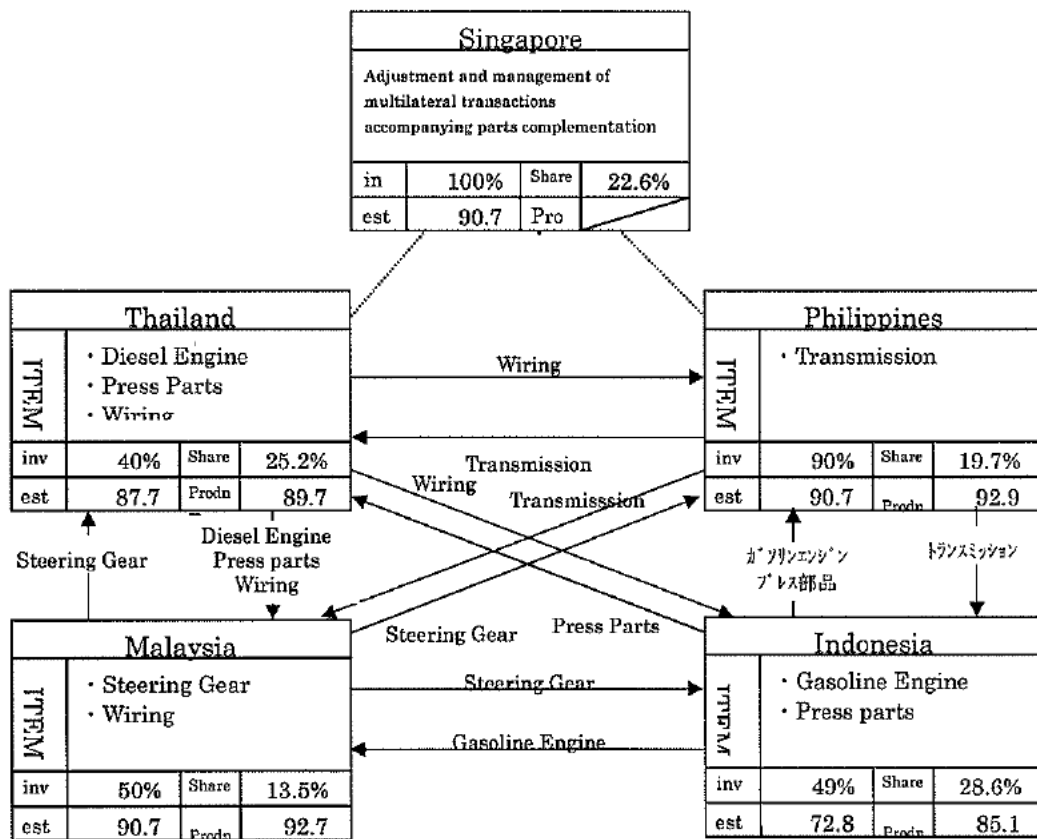 Singapore
Adjustment and management of
multilateral transactions
accompanying parts complementation
in 100% Share 22.6%
est 90.7 Pro
Thailand
ITEM
・Diesel Engine
・Press Parts
・Wiring
inv 40% Share 25.2%
est 87.7 Prodn 89.7
Philippines
ITEM
・Transmission
inv 90% Share 19.7%
est 90.7 Prodn 92.9
Wiring
Transmission
Wiring
Transmisssion
Steering Gear
Diesel Engine
Press parts
Wiring
ｶﾞｿﾘﾝｴﾝｼﾞﾝ
ﾌﾟﾚｽ部品
ﾄﾗﾝｽﾐｯｼｮﾝ
Steering Gear
Press Parts
Steering Gear
Gasoline Engine
Malaysia
ITEM
・Steering Gear
・Wiring
inv 50% Share 13.5%
est 90.7 Prodn 92.7
Indonesia
ITEM
・Gasoline Engine
・Press parts
inv 49% Share 28.6%
est 72.8 Prodn 85.1